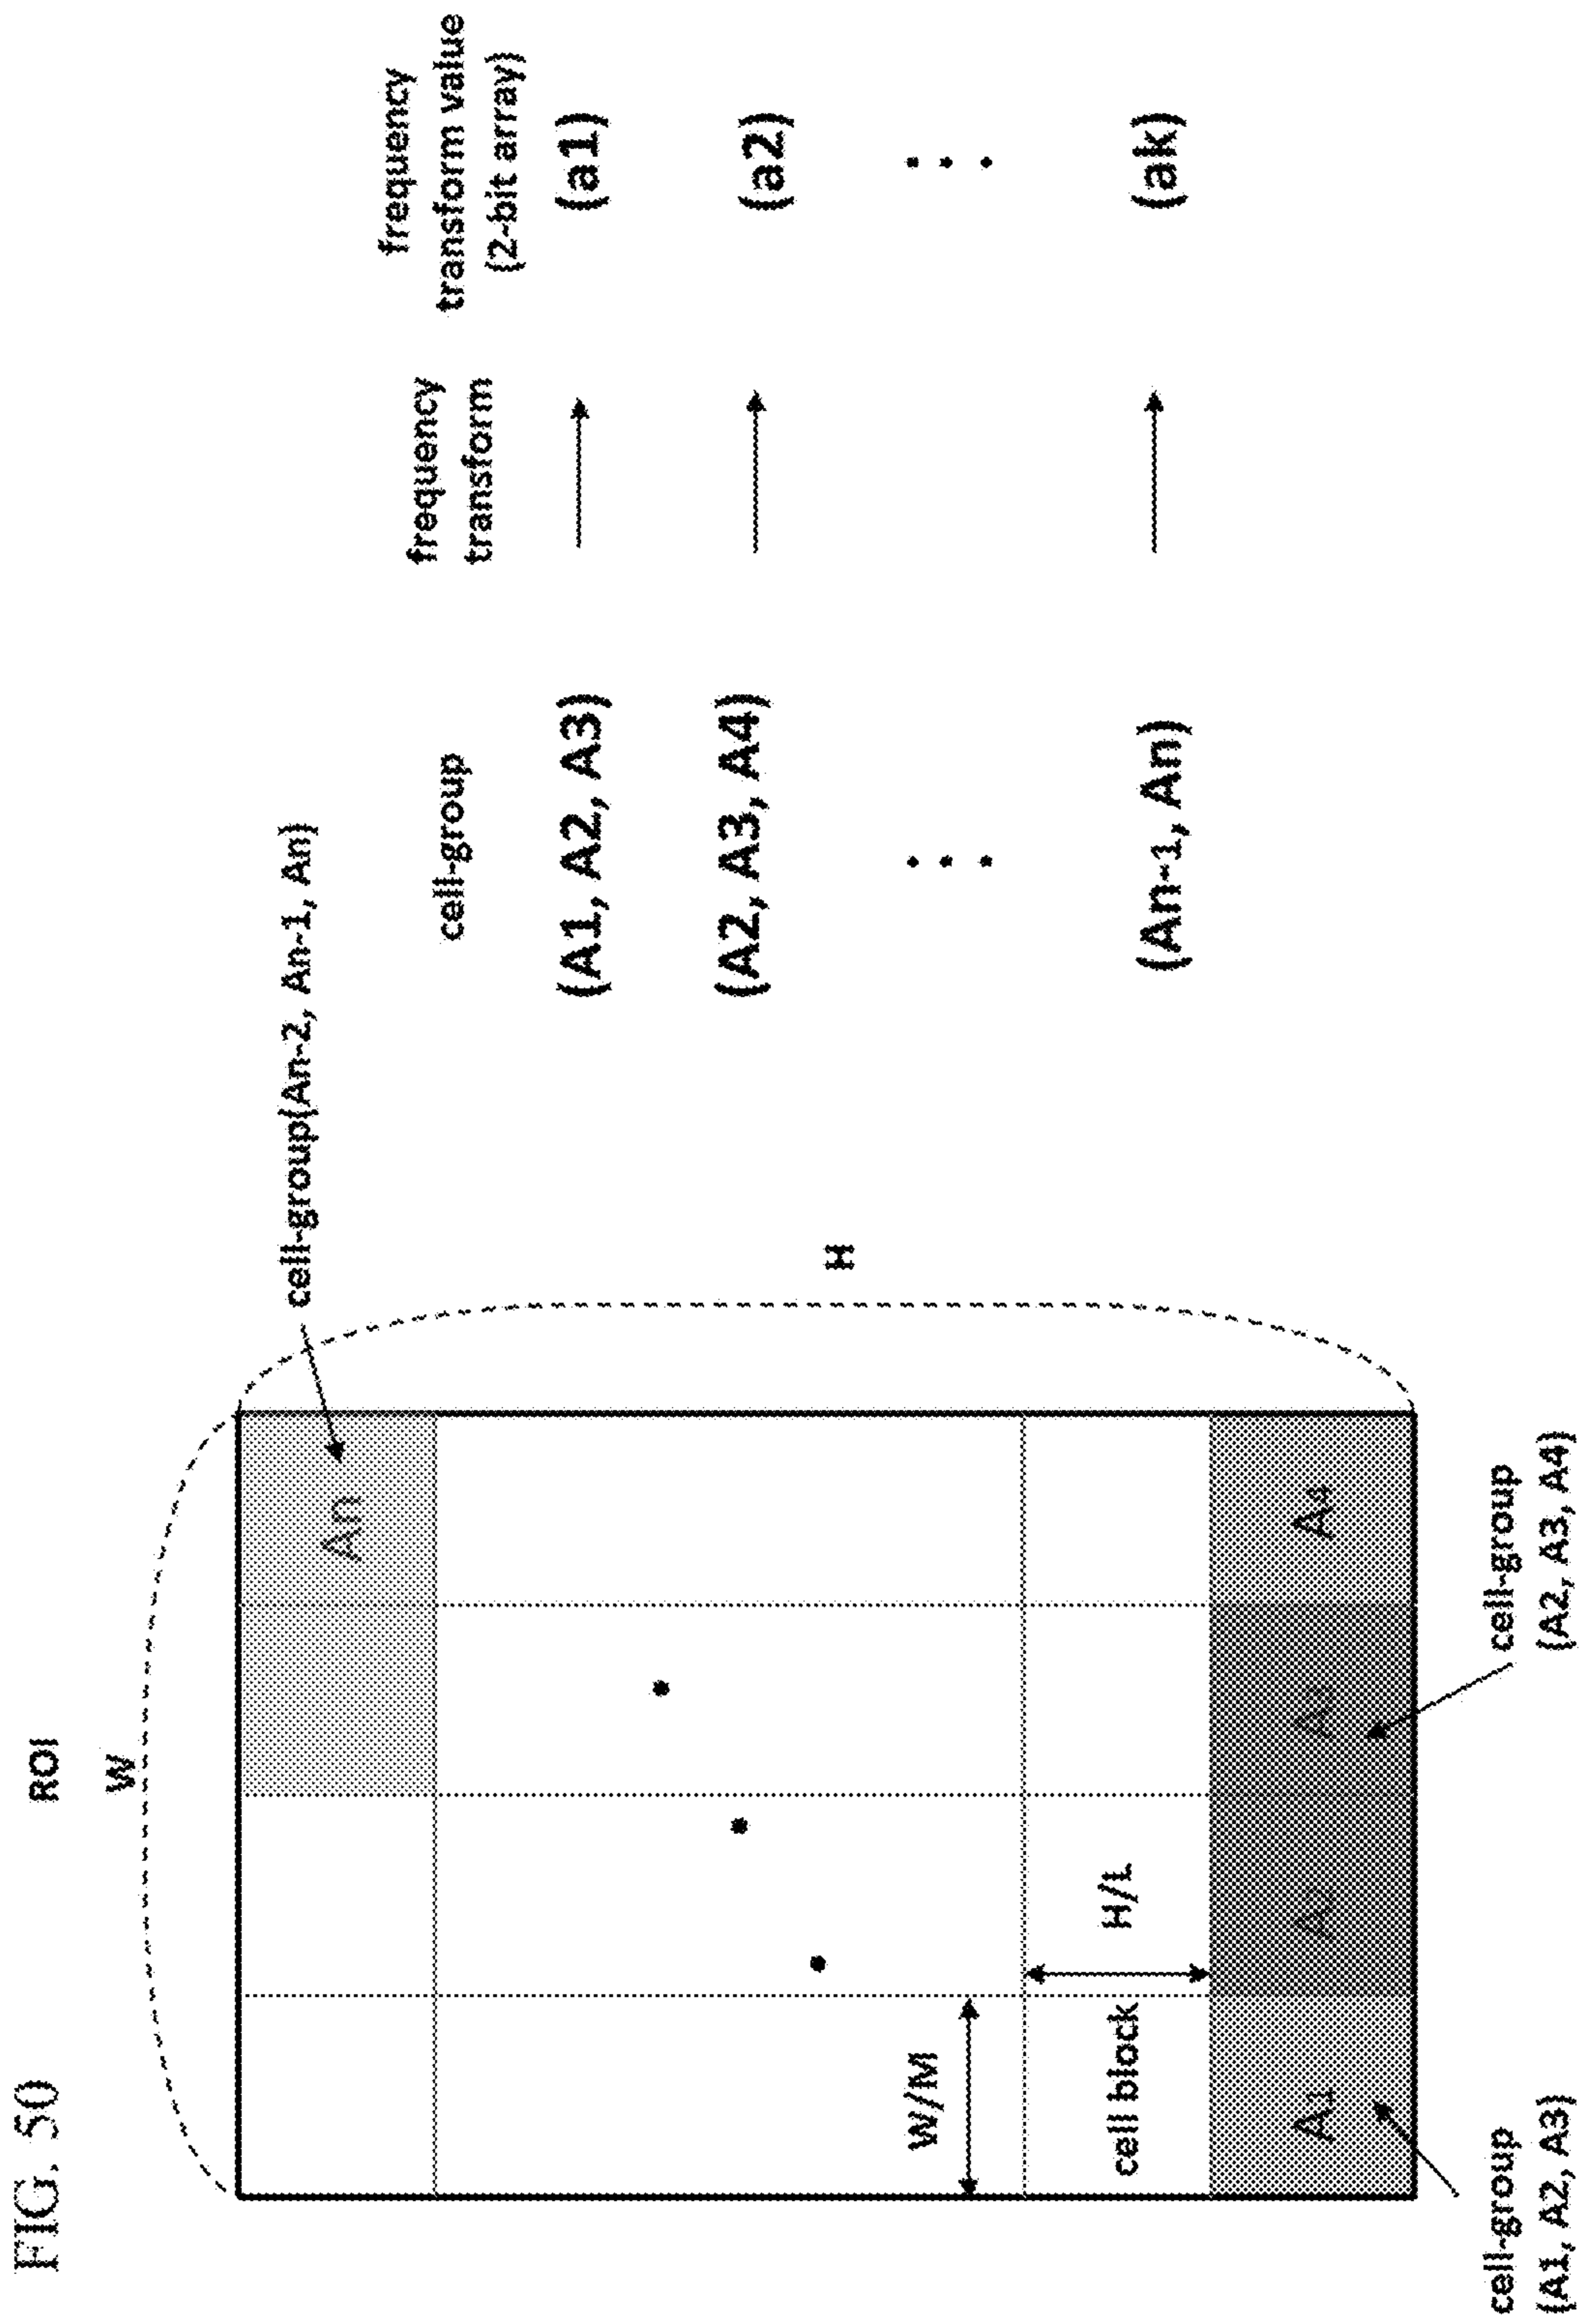 FIG. 50
ROI
W
An
cell-group(An-2, An-1, An)
H
W/M
H/L
cell block
A1
A2
A3
A4
cell-group
(A1, A2, A3)
cell-group
(A2, A3, A4)
cell-group
(A1, A2, A3)
(A2, A3, A4)
(An-1, An)
frequency
transform
frequency
transform value
(2-bit array)
(a1)
(a2)
(ak)